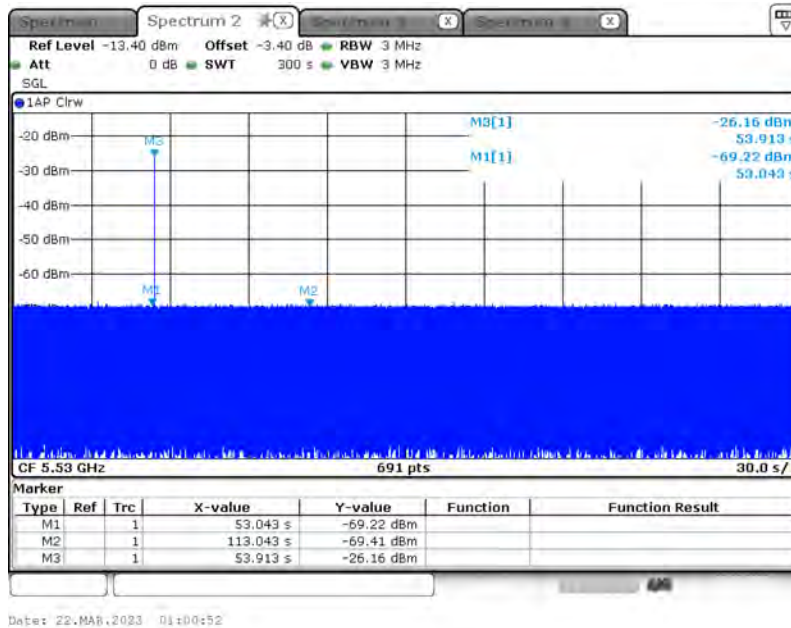 Spectrum Spectrum 2 X Spectrum 3 X Spectrum 4 X
Ref Level -13.40 dBm Offset -3.40 dB RBW 3 MHz
Att 0 dB SWT 300 s VBW 3 MHz
SGL
1AP Clrw
M3[1] -26.16 dBm
53.913 s
M1[1] -69.22 dBm
53.043 s
-20 dBm
M3
-30 dBm
-40 dBm
-50 dBm
-60 dBm
M1 M2
CF 5.53 GHz 691 pts 30.0 s/
Marker
Type Ref Trc X-value Y-value Function Function Result
M1 1 53.043 s -69.22 dBm
M2 1 113.043 s -69.41 dBm
M3 1 53.913 s -26.16 dBm
Date: 22.MAR.2023 01:00:52